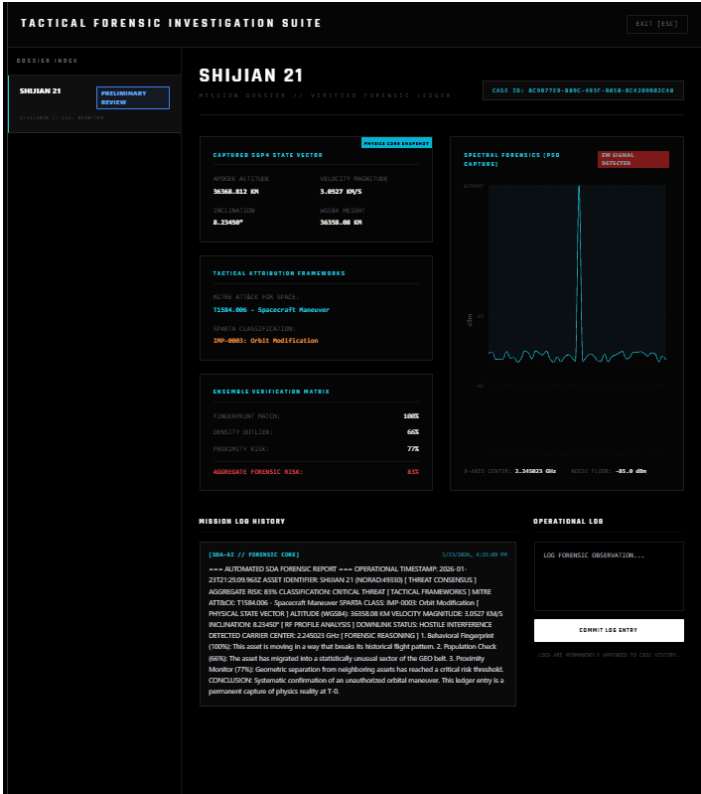 TACTICAL FORENSIC INVESTIGATION SUITE
EXIT [ESC]
DOSSIER INDEX
SHIJIAN 21
PRELIMINARY
REVIEW
SHIJIAN 21
MISSION DOSSIER // VERIFIED FORENSIC LEDGER
PHYSICS CORE SNAPSHOT
CAPTURED SGP4 STATE VECTOR
APOGEE ALTITUDE
VELOCITY MAGNITUDE
36368.812 KM
3.0527 KM/S
INCLINATION
WGS84 HEIGHT
8.23450°
36358.08 KM
TACTICAL ATTRIBUTION FRAMEWORKS
MITRE ATT&CK FOR SPACE:
T1584.006 - Spacecraft Maneuver
SPARTA CLASSIFICATION:
IMP-0003: Orbit Modification
ENSEMBLE VERIFICATION MATRIX
FINGERPRINT MATCH:
100%
DENSITY OUTLIER:
66%
PROXIMITY RISK:
77%
AGGREGATE FORENSIC RISK:
83%
SPECTRAL FORENSICS (PSD
CAPTURE)
EW SIGNAL
DETECTED
dBm
X-AXIS CENTER: 2.245023 GHz
NOISE FLOOR: -85.0 dBm
MISSION LOG HISTORY
[SDA-AI // FORENSIC CORE]
1/23/2026, 4:25:09 PM
=== AUTOMATED SDA FORENSIC REPORT === OPERATIONAL TIMESTAMP: 2026-01-
23T21:25:09.963Z ASSET IDENTIFIER: SHIJIAN 21 (NORAD:49330) [ THREAT CONSENSUS ]
AGGREGATE RISK: 83% CLASSIFICATION: CRITICAL THREAT [ TACTICAL FRAMEWORKS ] MITRE
ATT&CK: T1584.006 - Spacecraft Maneuver SPARTA CLASS: IMP-0003: Orbit Modification [
PHYSICAL STATE VECTOR ] ALTITUDE (WGS84): 36358.08 KM VELOCITY MAGNITUDE: 3.0527 KM/S
INCLINATION: 8.23450° [ RF PROFILE ANALYSIS ] DOWNLINK STATUS: HOSTILE INTERFERENCE
DETECTED CARRIER CENTER: 2.245023 GHz [ FORENSIC REASONING ] 1. Behavioral Fingerprint
(100%): This asset is moving in a way that breaks its historical flight pattern. 2. Population Check
(66%): The asset has migrated into a statistically unusual sector of the GEO belt. 3. Proximity
Monitor (77%): Geometric separation from neighboring assets has reached a critical risk threshold.
CONCLUSION: Systematic confirmation of an unauthorized orbital maneuver. This ledger entry is a
permanent capture of physics reality at T-0.
OPERATIONAL LOG
LOG FORENSIC OBSERVATION...
COMMIT LOG ENTRY
LOGS ARE PERMANENTLY APPENDED TO CASE HISTORY.